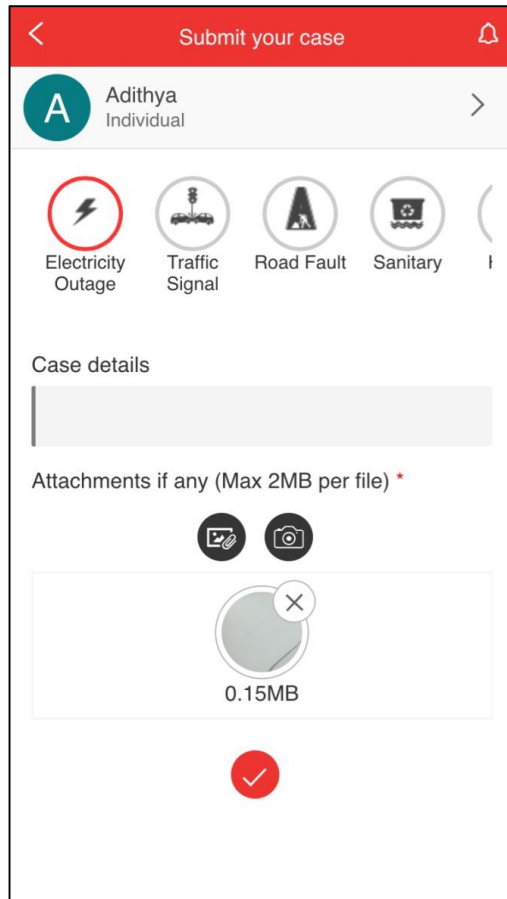 Submit your case
A
Adithya
Individual
Electricity
Outage
Traffic
Signal
Road Fault
Sanitary
Case details
Attachments if any (Max 2MB per file) *
0.15MB